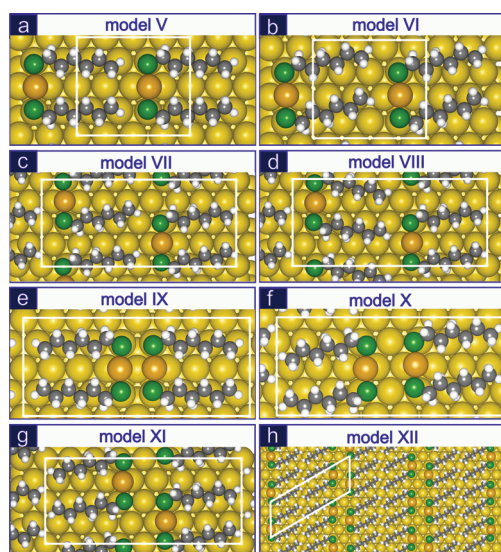 a model V
b model VI
c model VII
d model VIII
e model IX
f model X
g model XI
h model XII